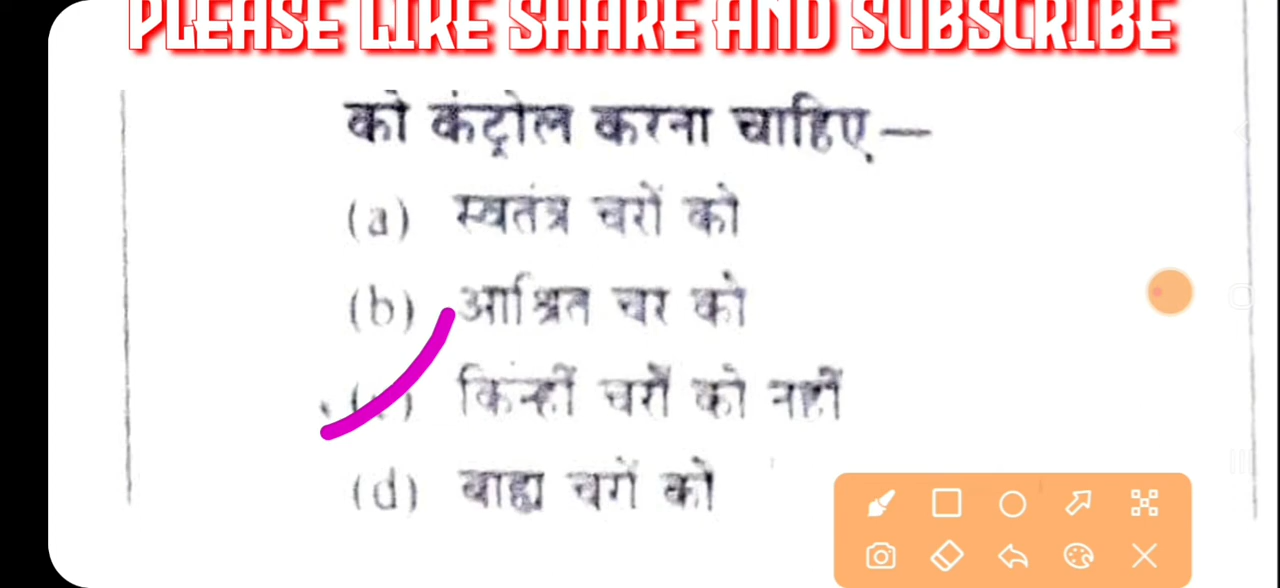 PLEASE LIKE SHARE AND SUBSCRIBE
को कंट्रोल करना चाहिए—
(a) स्वतंत्र चरों को
(b) आश्रित चर को
(c) किन्हीं चरों को नहीं
(d) बाह्य चरों को